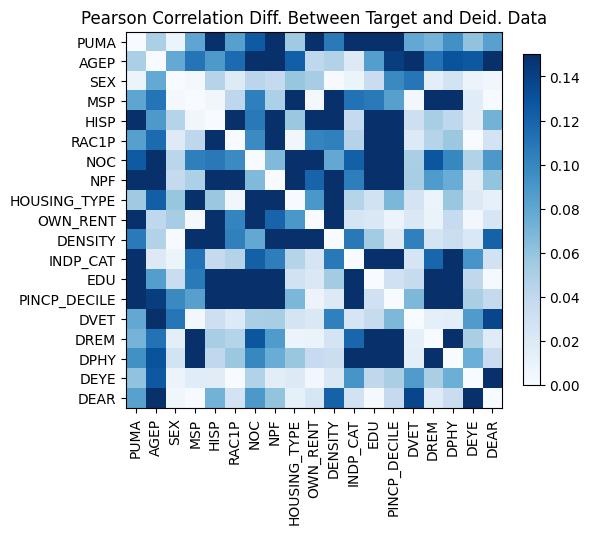 Pearson Correlation Diff. Between Target and Deid. Data
PUMA
AGEP
SEX
MSP
HISP
RAC1P
NOC
NPF
HOUSING_TYPE
OWN_RENT
DENSITY
INDP_CAT
EDU
PINCP_DECILE
DVET
DREM
DPHY
DEYE
DEAR
0.14
0.12
0.10
0.08
0.06
0.04
0.02
0.00
PUMA
AGEP
SEX
MSP
HISP
RAC1P
NOC
NPF
HOUSING_TYPE
OWN_RENT
DENSITY
INDP_CAT
EDU
PINCP_DECILE
DVET
DREM
DPHY
DEYE
DEAR